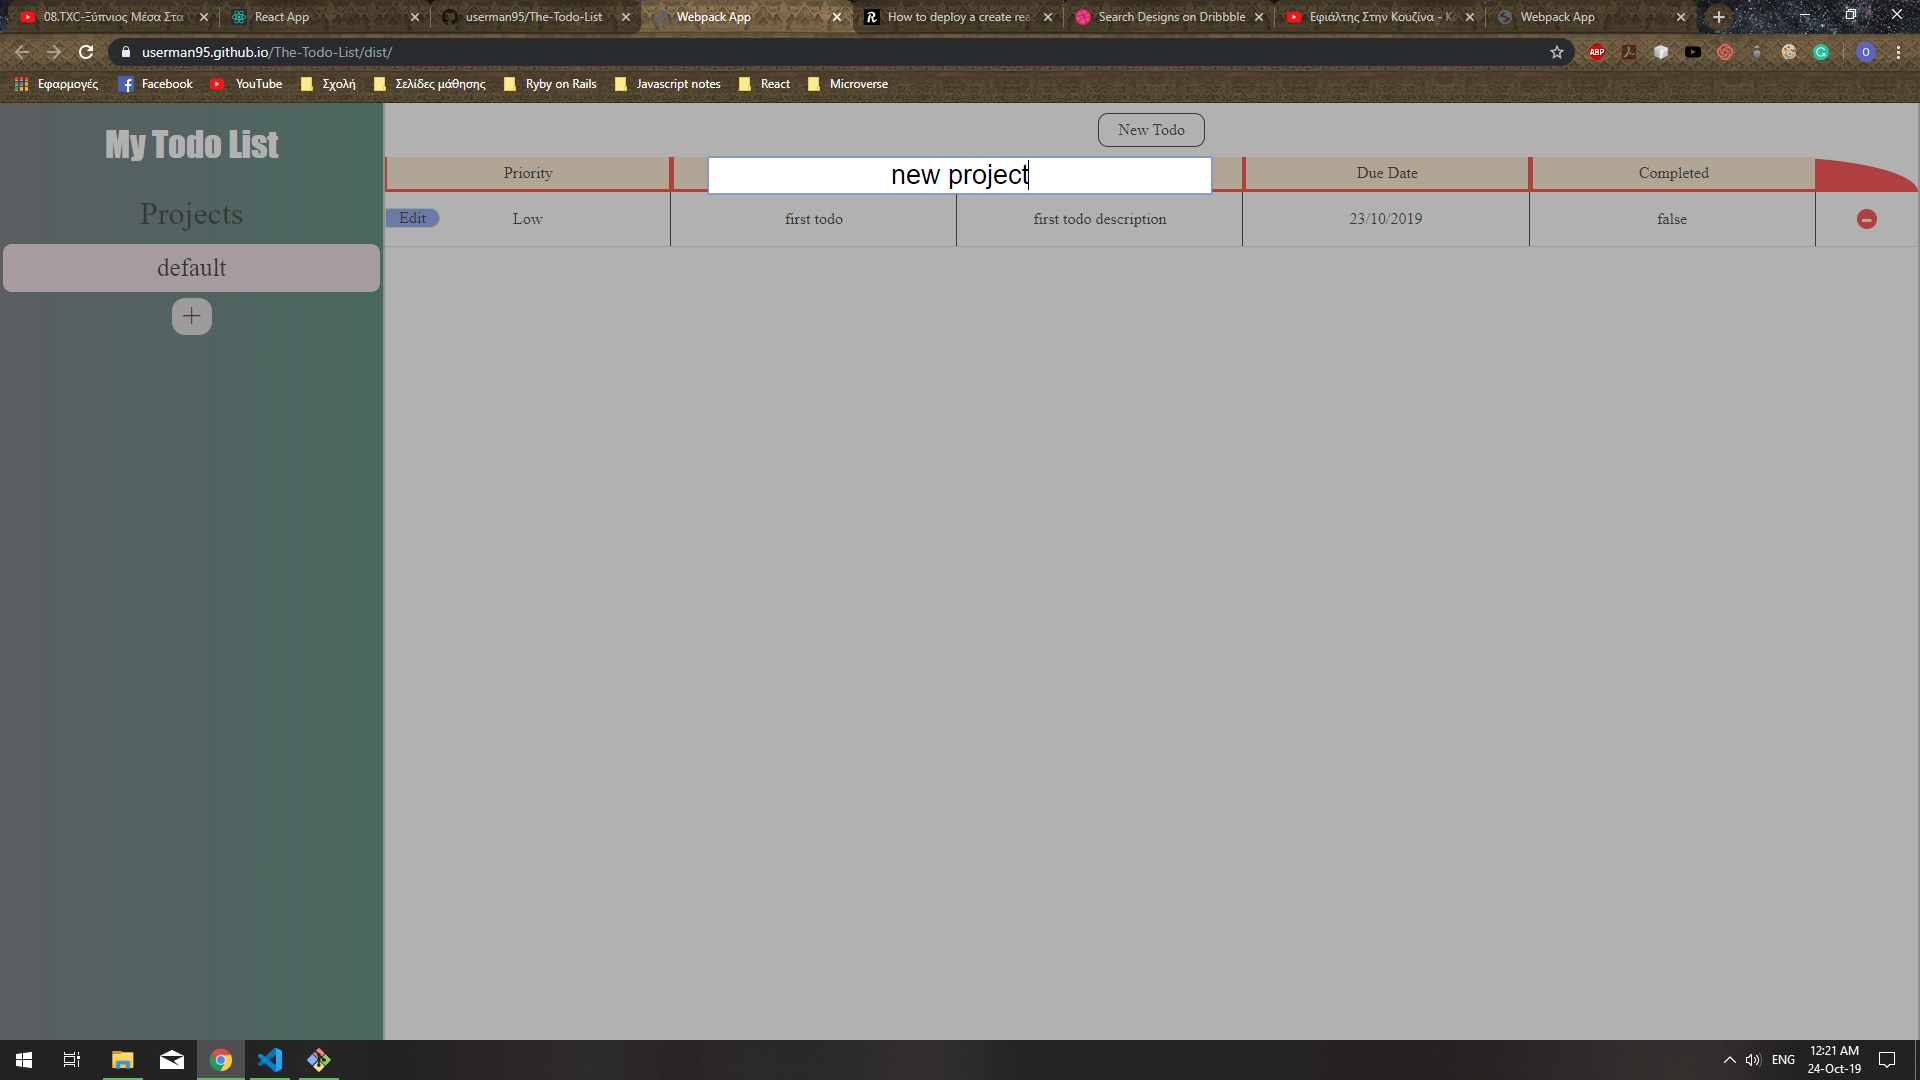 08.TXC-Ξύπνιος Μέσα Στα
React App
userman95/The-Todo-List
Webpack App
How to deploy a create rea
Search Designs on Dribbble
Εφιάλτης Στην Κουζίνα - Κα
Webpack App
userman95.github.io/The-Todo-List/dist/
ABP
G
O
Εφαρμογές
Facebook
YouTube
Σχολή
Σελίδες μάθησης
Ryby on Rails
Javascript notes
React
Microverse
My Todo List
Projects
default
+
New Todo
Priority
new project
Due Date
Completed
Edit
Low
first todo
first todo description
23/10/2019
false
ENG
12:21 AM
24-Oct-19